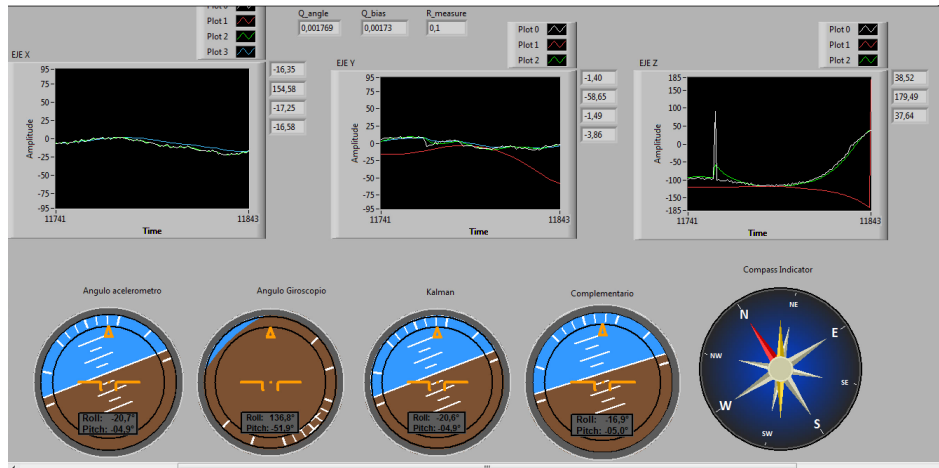 Plot 0
Plot 1
Plot 2
Plot 3
Q_angle
0,001769
Q_bias
0,00173
R_measure
0,1
Plot 0
Plot 1
Plot 2
Plot 0
Plot 1
Plot 2
EJE X
95
75
50
25
0
-25
-50
-75
-95
Amplitude
11741
11843
Time
-16,35
154,58
-17,25
-16,58
EJE Y
95
75
50
25
0
-25
-50
-75
-95
Amplitude
11741
11843
Time
-1,40
-58,65
-1,49
-3,86
EJE Z
185
150
100
50
0
-50
-100
-150
-185
Amplitude
11741
11843
Time
38,52
179,49
37,64
Angulo acelerometro
Roll: -20,7°
Pitch: -04,9°
Angulo Giroscopio
Roll: 136,8°
Pitch: -51,9°
Kalman
Roll: -20,6°
Pitch: -04,9°
Complementario
Roll: -16,9°
Pitch: -05,0°
Compass Indicator
N
NE
E
SE
S
SW
W
NW